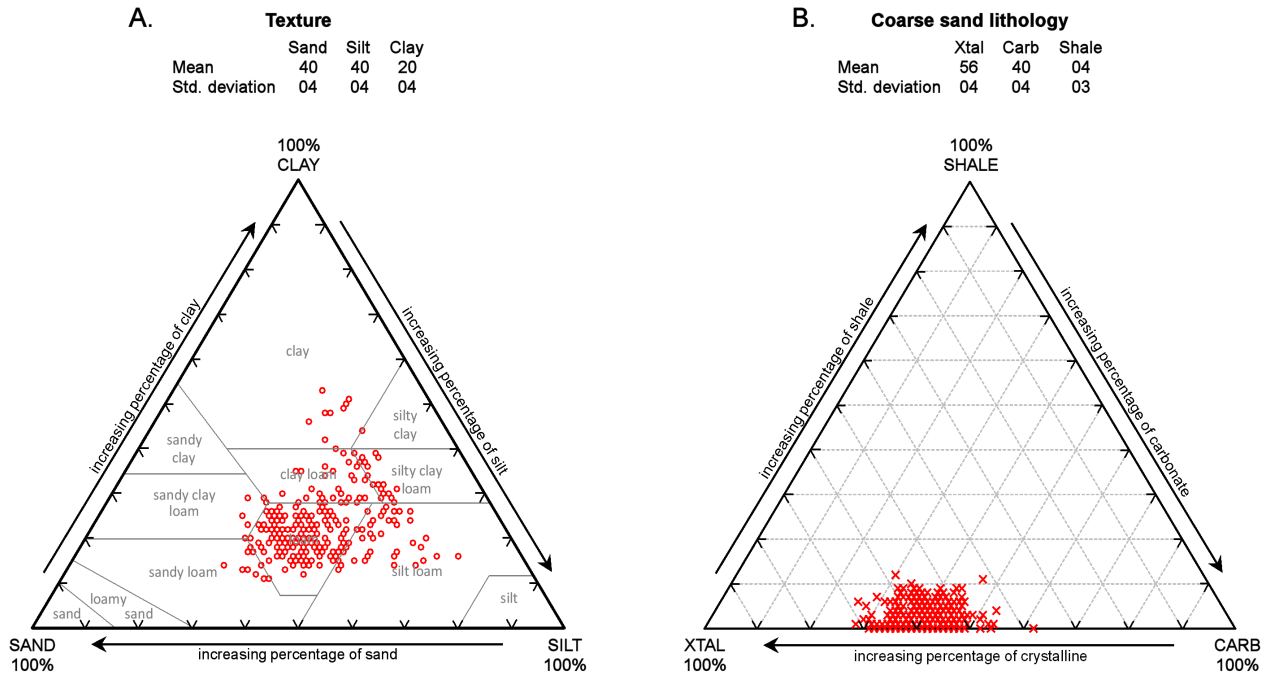 A.
Texture
Sand Silt Clay
Mean 40 40 20
Std. deviation 04 04 04
100%
CLAY
increasing percentage of clay
increasing percentage of silt
clay
silty
clay
sandy
clay
clay loam
silty clay
loam
sandy clay
loam
sandy loam
silt loam
loamy
sand
sand
silt
SAND
100%
increasing percentage of sand
SILT
100%
B.
Coarse sand lithology
Xtal Carb Shale
Mean 56 40 04
Std. deviation 04 04 03
100%
SHALE
increasing percentage of shale
increasing percentage of carbonate
XTAL
100%
increasing percentage of crystalline
CARB
100%